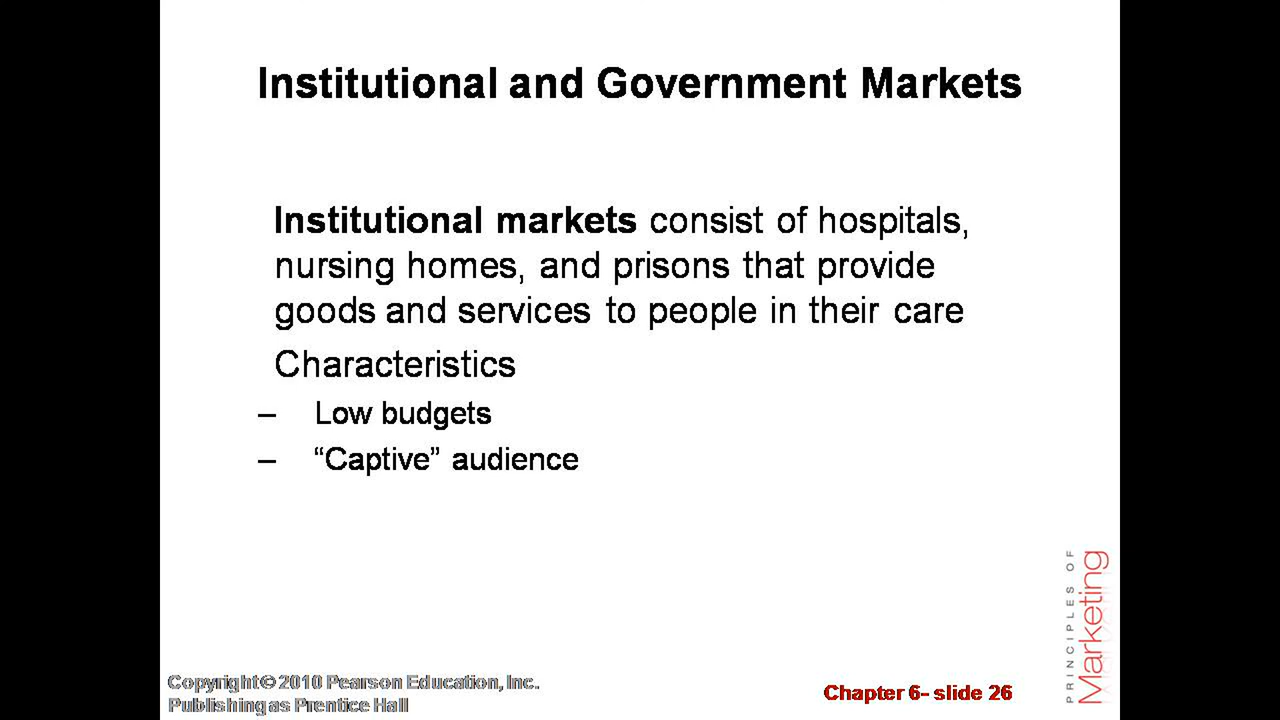 Institutional and Government Markets
Institutional markets consist of hospitals,
nursing homes, and prisons that provide
goods and services to people in their care
Characteristics
– Low budgets
– “Captive” audience
PRINCIPLES OF
Marketing
Copyright © 2010 Pearson Education, Inc.
Publishing as Prentice Hall
Chapter 6- slide 26